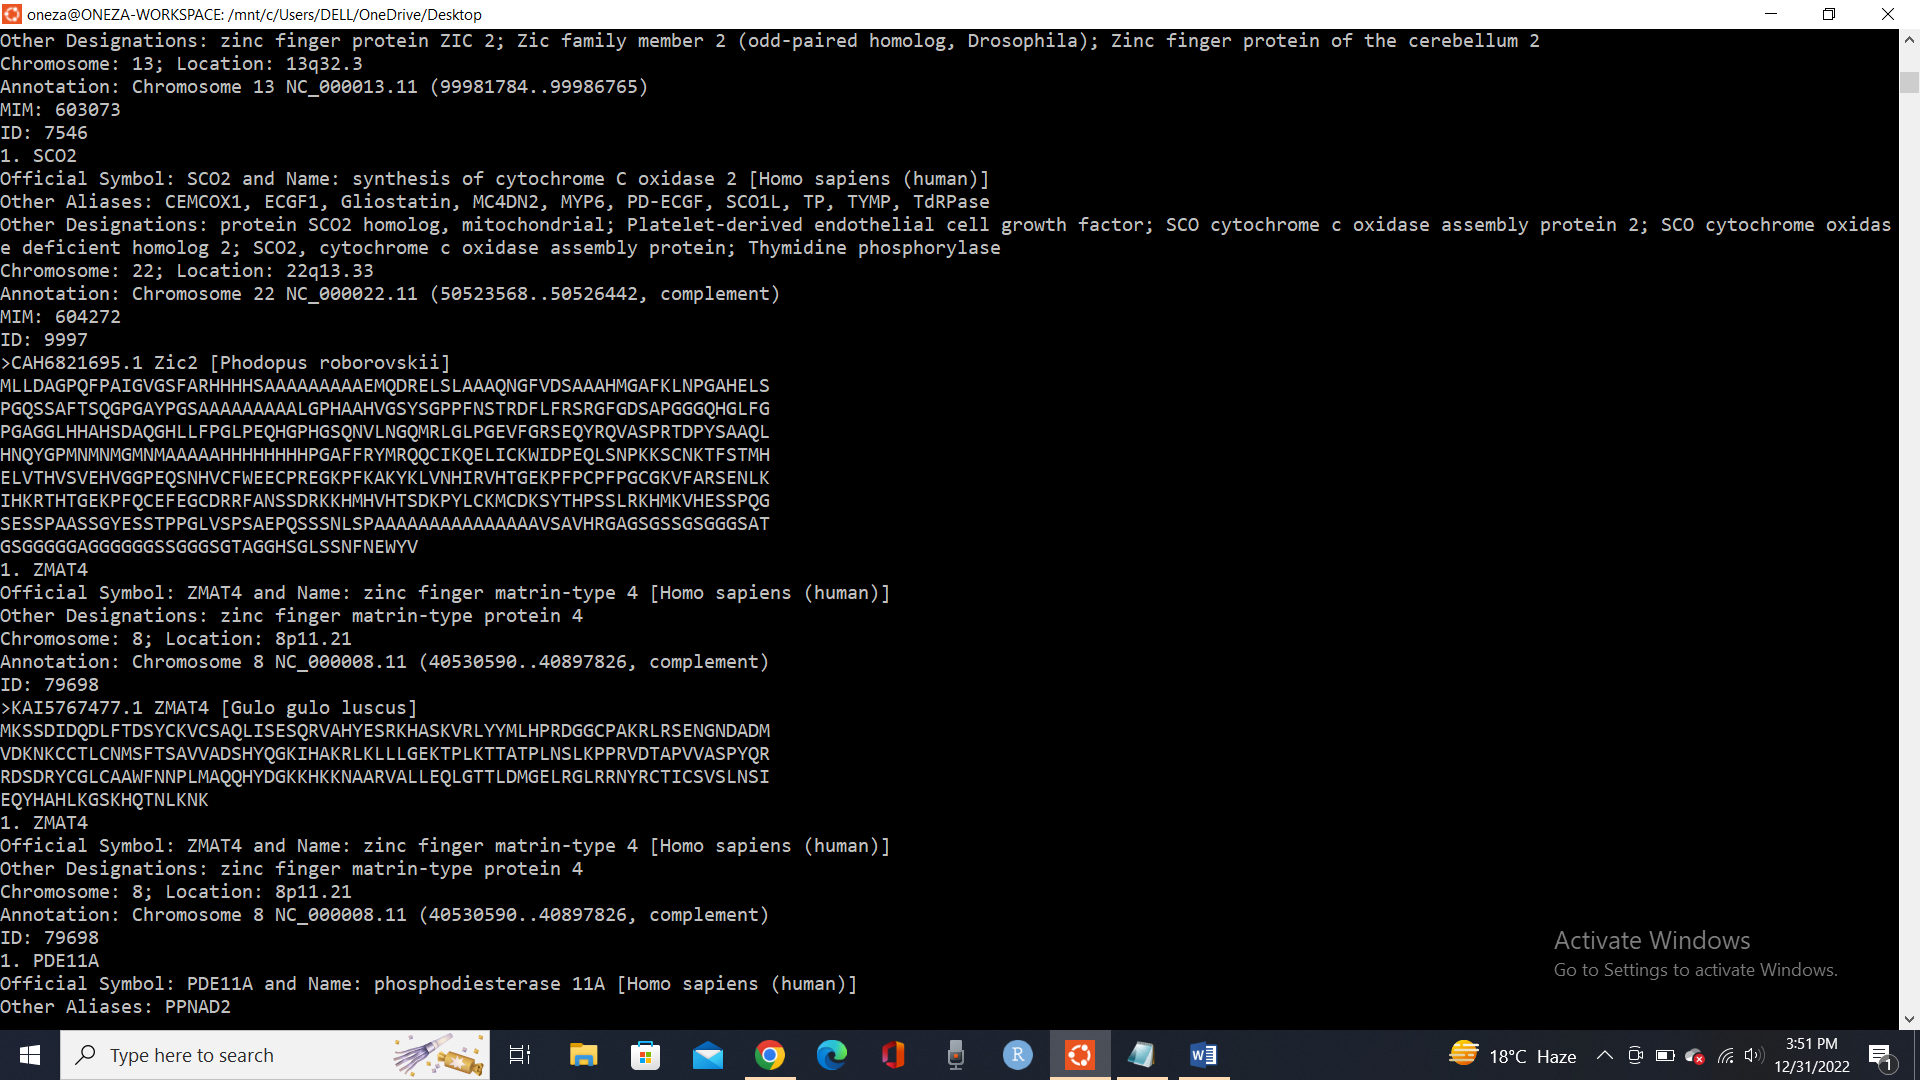 oneza@ONEZA-WORKSPACE: /mnt/c/Users/DELL/OneDrive/Desktop
Other Designations: zinc finger protein ZIC 2; Zic family member 2 (odd-paired homolog, Drosophila); Zinc finger protein of the cerebellum 2
Chromosome: 13; Location: 13q32.3
Annotation: Chromosome 13 NC_000013.11 (99981784..99986765)
MIM: 603073
ID: 7546
1. SCO2
Official Symbol: SCO2 and Name: synthesis of cytochrome C oxidase 2 [Homo sapiens (human)]
Other Aliases: CEMCOX1, ECGF1, Gliostatin, MC4DN2, MYP6, PD-ECGF, SCO1L, TP, TYMP, TdRPase
Other Designations: protein SCO2 homolog, mitochondrial; Platelet-derived endothelial cell growth factor; SCO cytochrome c oxidase assembly protein 2; SCO cytochrome oxidas
e deficient homolog 2; SCO2, cytochrome c oxidase assembly protein; Thymidine phosphorylase
Chromosome: 22; Location: 22q13.33
Annotation: Chromosome 22 NC_000022.11 (50523568..50526442, complement)
MIM: 604272
ID: 9997
>CAH6821695.1 Zic2 [Phodopus roborovskii]
MLLDAGPQFPAIGVGSFARHHHHSAAAAAAAAAEMQDRELSLAAAQNGFVDSAAAHMGAFKLNPGAHELS
PGQSSAFTSQGPGAYPGSAAAAAAAAALGPHAAHVGSYSGPPFNSTRDFLFRSRGFGDSAPGGGQHGLFG
PGAGGLHHAHSDAQGHLLFPGLPEQHGPHGSQNVLNGQMRLGLPGEVFGRSEQYRQVASPRTDPYSAAQL
HNQYGPMNMNMGMNMAAAAAHHHHHHHHPGAFFRYMRQQCIKQELICKWIDPEQLSNPKKSCNKTFSTMH
ELVTHVSVEHVGGPEQSNHVCFWEECPREGKPFKAKYKLVNHIRVHTGEKPFPCPFPGCGKVFARSENLK
IHKRTHTGEKPFQCEFEGCDRRFANSSDRKKHMHVHTSDKPYLCKMCDKSYTHPSSLRKHMKVHESSPQG
SESSPAASSGYESSTPPGLVSPSAEPQSSSNLSPAAAAAAAAAAAAAAAVSAVHRGAGSGSSGSGGGSAT
GSGGGGGAGGGGGGSSGGGSGTAGGHSGLSSNFNEWYV
1. ZMAT4
Official Symbol: ZMAT4 and Name: zinc finger matrin-type 4 [Homo sapiens (human)]
Other Designations: zinc finger matrin-type protein 4
Chromosome: 8; Location: 8p11.21
Annotation: Chromosome 8 NC_000008.11 (40530590..40897826, complement)
ID: 79698
>KAI5767477.1 ZMAT4 [Gulo gulo luscus]
MKSSDIDQDLFTDSYCKVCSAQLISESQRVAHYESRKHASKVRLYYMLHPRDGGCPAKRLRSENGNDADM
VDKNKCCTLCNMSFTSAVVADSHYQGKIHAKRLKLLLGEKTPLKTTATPLNSLKPPRVDTAPVVASPYQR
RDSDRYCGLCAAWFNNPLMAQQHYDGKKHKKNAARVALLEQLGTTLDMGELRGLRRNYRCTICSVSLNSI
EQYHAHLKGSKHQTNLKNK
1. ZMAT4
Official Symbol: ZMAT4 and Name: zinc finger matrin-type 4 [Homo sapiens (human)]
Other Designations: zinc finger matrin-type protein 4
Chromosome: 8; Location: 8p11.21
Annotation: Chromosome 8 NC_000008.11 (40530590..40897826, complement)
ID: 79698
1. PDE11A
Official Symbol: PDE11A and Name: phosphodiesterase 11A [Homo sapiens (human)]
Other Aliases: PPNAD2
Activate Windows
Go to Settings to activate Windows.
Type here to search
18°C Haze
3:51 PM
12/31/2022
1